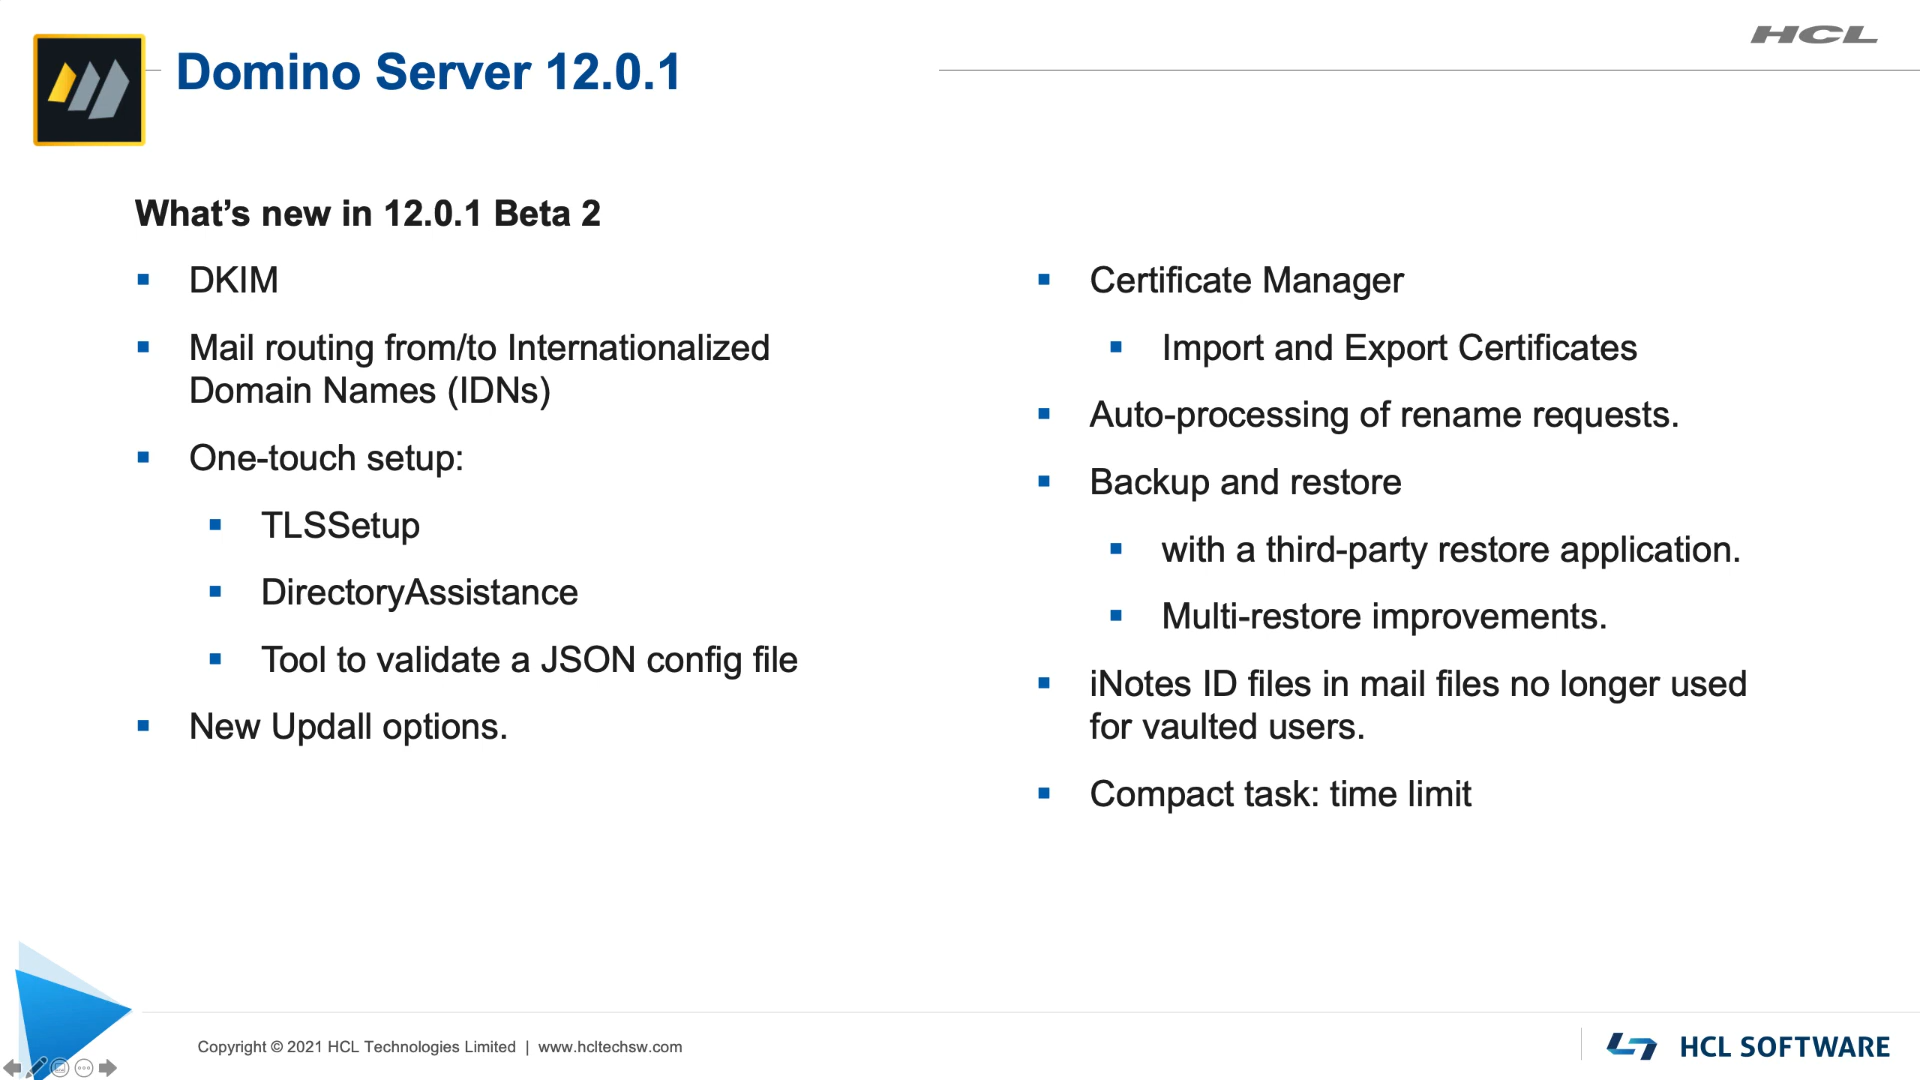 HCL
Domino Server 12.0.1
What’s new in 12.0.1 Beta 2
DKIM
Mail routing from/to Internationalized
Domain Names (IDNs)
One-touch setup:
TLSSetup
DirectoryAssistance
Tool to validate a JSON config file
New Updall options.
Certificate Manager
Import and Export Certificates
Auto-processing of rename requests.
Backup and restore
with a third-party restore application.
Multi-restore improvements.
iNotes ID files in mail files no longer used
for vaulted users.
Compact task: time limit
Copyright © 2021 HCL Technologies Limited | www.hcltechsw.com
HCL SOFTWARE